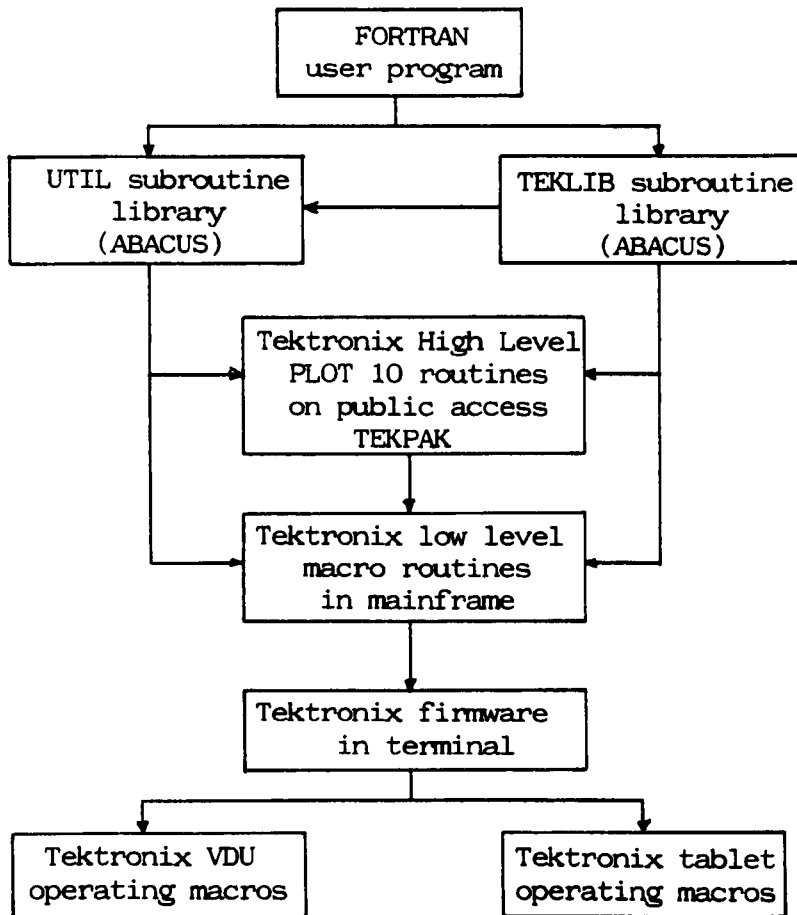 FORTRAN
user program
UTIL subroutine
library
(ABACUS)
TEKLIB subroutine
library
(ABACUS)
Tektronix High Level
PLOT 10 routines
on public access
TEKPAK
Tektronix low level
macro routines
in mainframe
Tektronix firmware
in terminal
Tektronix VDU
operating macros
Tektronix tablet
operating macros